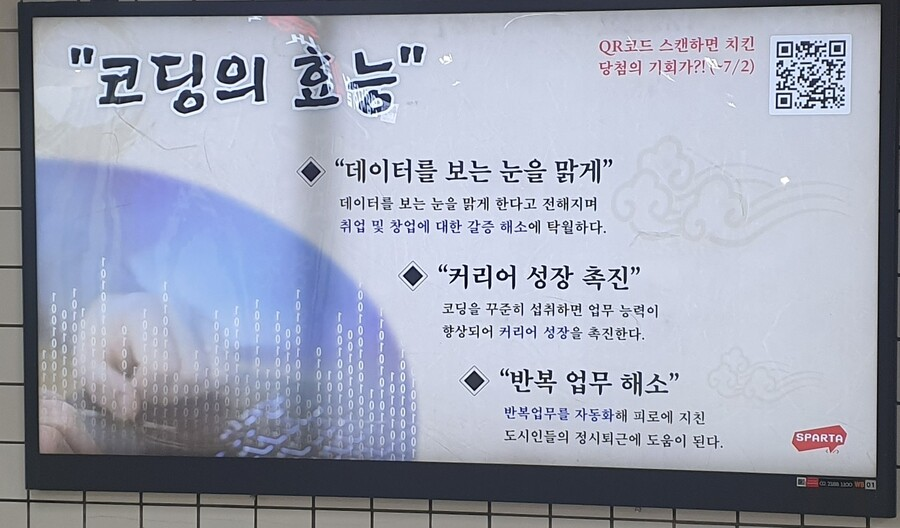 "코딩의 효능"
QR코드 스캔하면 치킨
당첨의 기회가?! (~7/2)
“데이터를 보는 눈을 맑게”
데이터를 보는 눈을 맑게 한다고 전해지며
취업 및 창업에 대한 갈증 해소에 탁월하다.
“커리어 성장 촉진”
코딩을 꾸준히 섭취하면 업무 능력이
향상되어 커리어 성장을 촉진한다.
“반복 업무 해소”
반복업무를 자동화해 피로에 지친
도시인들의 정시퇴근에 도움이 된다.
SPARTA